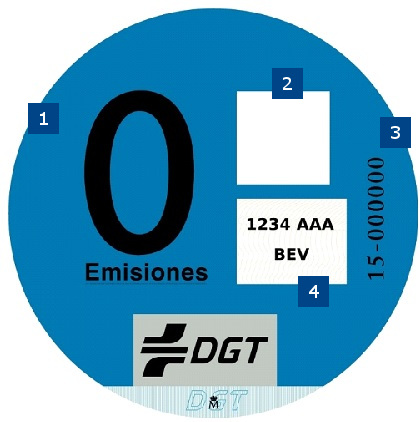 1
2
3
0
Emisiones
1234 AAA
BEV
15-000000
4
DGT
DGT
M